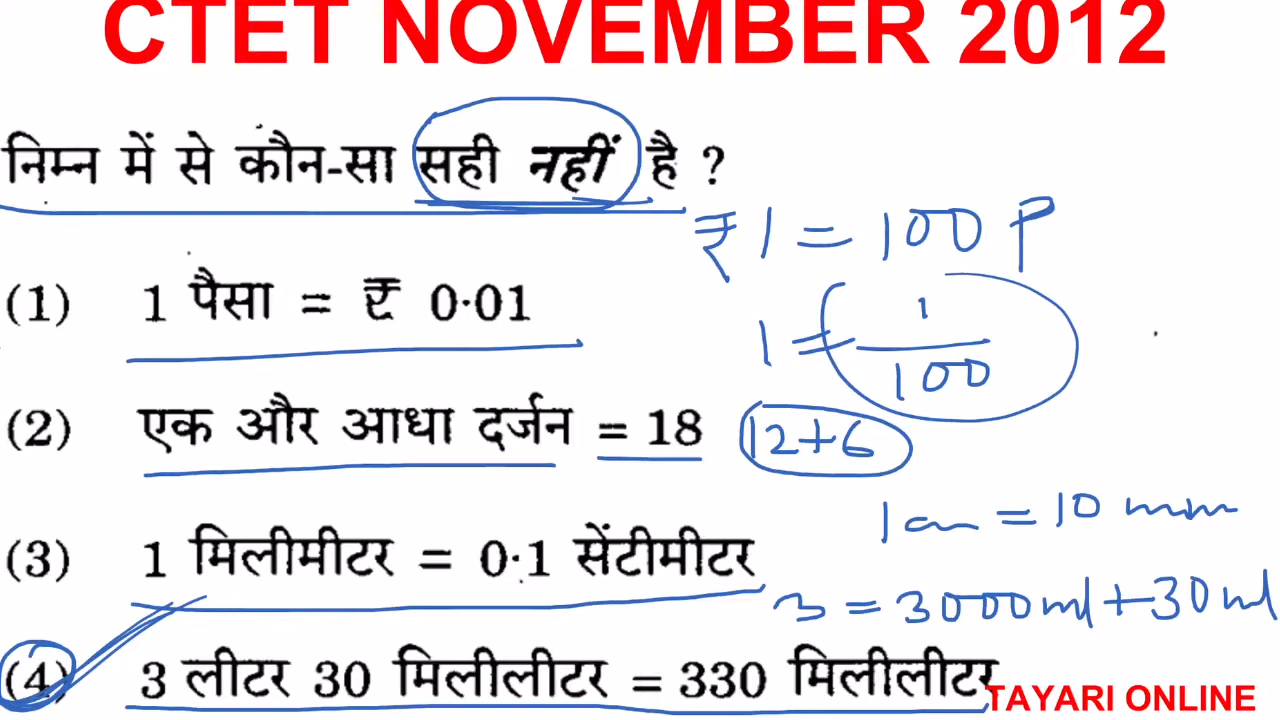 CTET NOVEMBER 2012
निम्न में से कौन-सा सही नहीं है ?
₹1 = 100 P
(1) 1 पैसा = ₹ 0·01
1 = 1/100
(2) एक और आधा दर्जन = 18 12+6
1 cm = 10 mm
(3) 1 मिलीमीटर = 0·1 सेंटीमीटर
3 = 3000 ml + 30 ml
(4) 3 लीटर 30 मिलीलीटर = 330 मिलीलीटर
TAYARI ONLINE